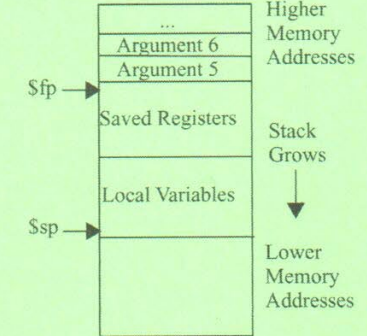 ...
Argument 6
Argument 5
$fp
Saved Registers
Local Variables
$sp
Higher
Memory
Addresses
Stack
Grows
Lower
Memory
Addresses